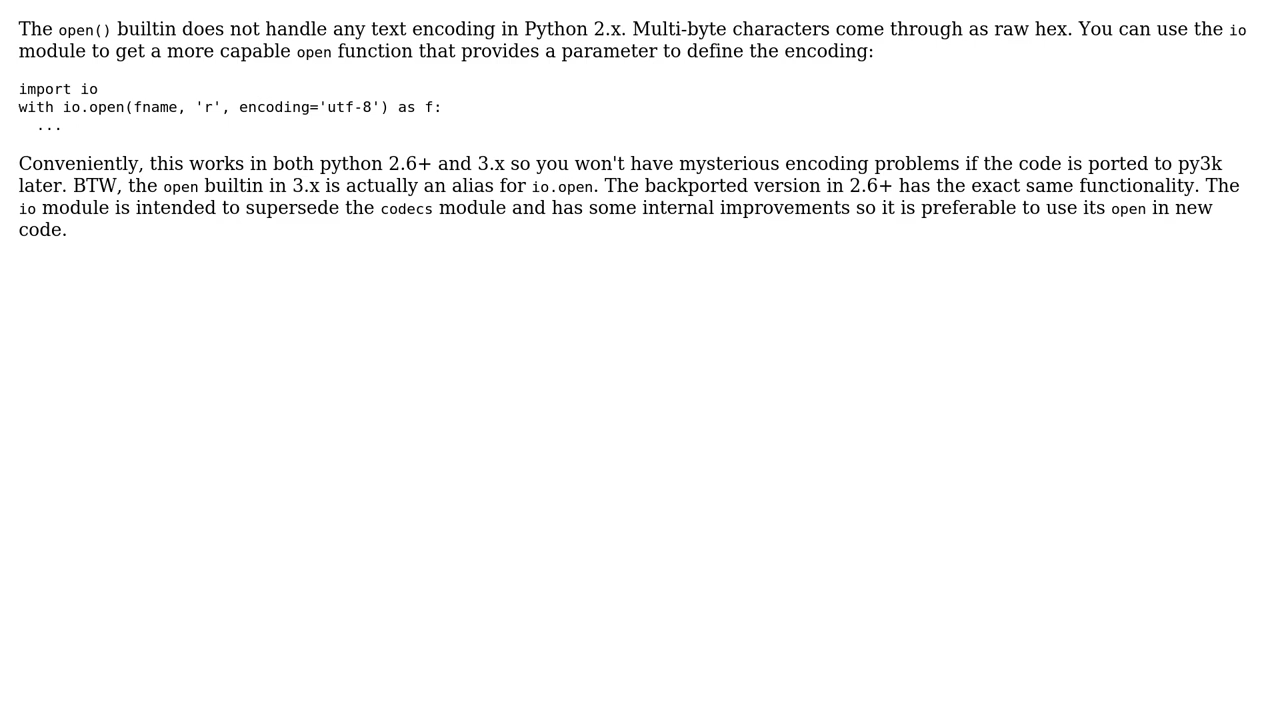 The open() builtin does not handle any text encoding in Python 2.x. Multi-byte characters come through as raw hex. You can use the io
module to get a more capable open function that provides a parameter to define the encoding:
import io
with io.open(fname, 'r', encoding='utf-8') as f:
  ...
Conveniently, this works in both python 2.6+ and 3.x so you won't have mysterious encoding problems if the code is ported to py3k
later. BTW, the open builtin in 3.x is actually an alias for io.open. The backported version in 2.6+ has the exact same functionality. The
io module is intended to supersede the codecs module and has some internal improvements so it is preferable to use its open in new
code.